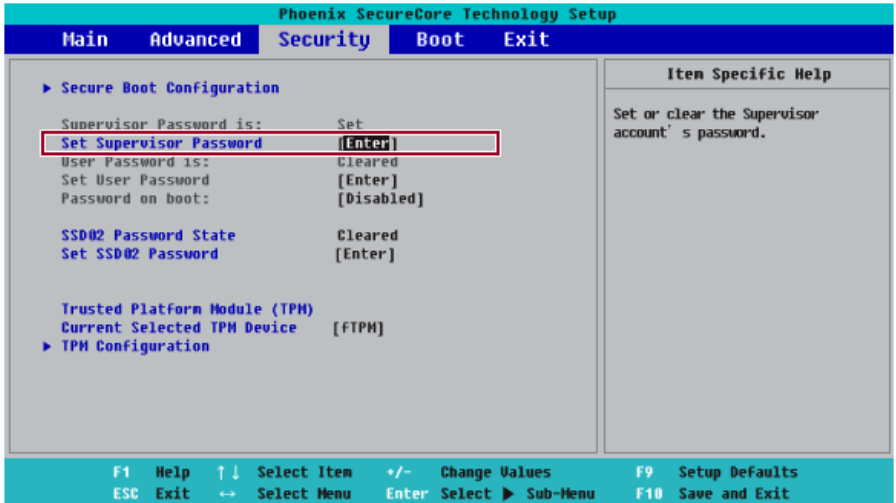 Phoenix SecureCore Technology Setup
Main Advanced Security Boot Exit
Item Specific Help
▶ Secure Boot Configuration
Set or clear the Supervisor
account's password.
Supervisor Password is: Set
Set Supervisor Password [Enter]
User Password is: Cleared
Set User Password [Enter]
Password on boot: [Disabled]
SSD02 Password State Cleared
Set SSD02 Password [Enter]
Trusted Platform Module (TPM)
Current Selected TPM Device [fTPM]
▶ TPM Configuration
F1 Help ↑↓ Select Item +/- Change Values F9 Setup Defaults
ESC Exit ↔ Select Menu Enter Select ▶ Sub-Menu F10 Save and Exit